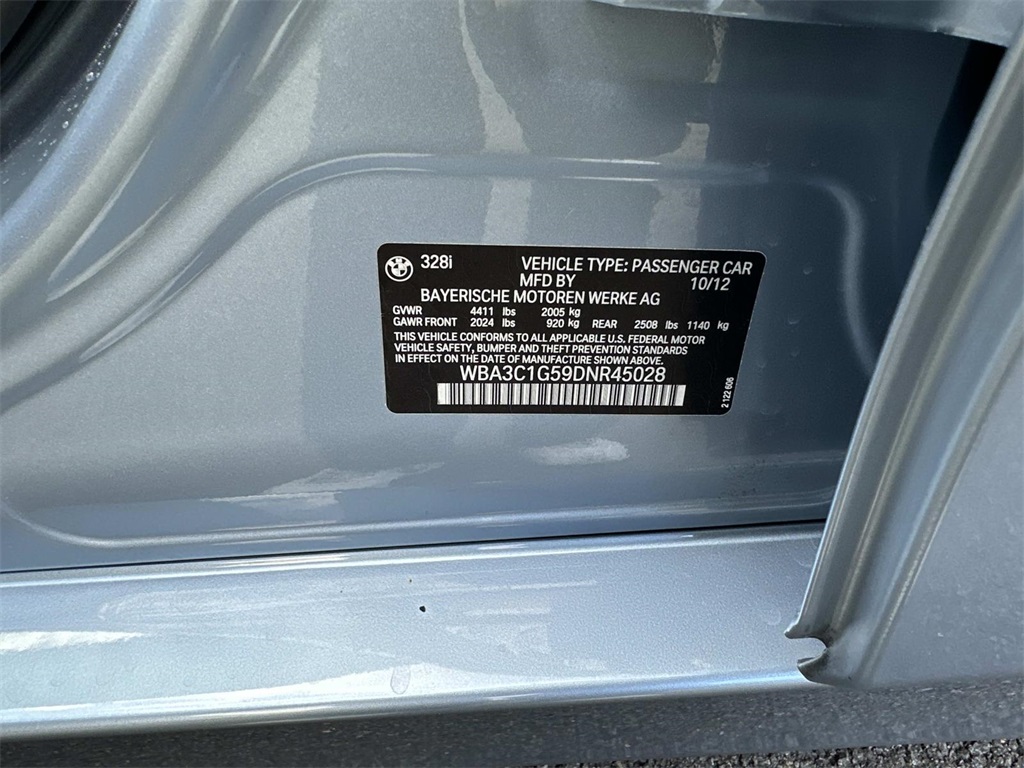 328i VEHICLE TYPE: PASSENGER CAR
MFD BY 10/12
BAYERISCHE MOTOREN WERKE AG
GVWR 4411 lbs 2005 kg
GAWR FRONT 2024 lbs 920 kg REAR 2508 lbs 1140 kg
THIS VEHICLE CONFORMS TO ALL APPLICABLE U.S. FEDERAL MOTOR
VEHICLE SAFETY, BUMPER AND THEFT PREVENTION STANDARDS
IN EFFECT ON THE DATE OF MANUFACTURE SHOWN ABOVE.
WBA3C1G59DNR45028
2 122 606